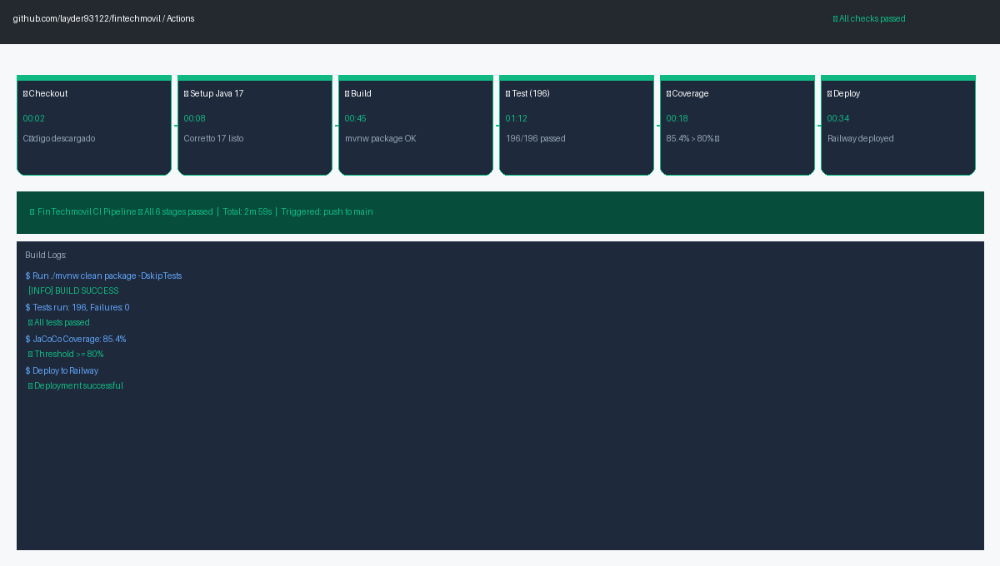 github.com/layder93122/fintechmovil / Actions
All checks passed
Checkout
00:02
C▯digo descargado
Setup Java 17
00:08
Corretto 17 listo
Build
00:45
mvnw package OK
Test (196)
01:12
196/196 passed
Coverage
00:18
85.4% > 80%
Deploy
00:34
Railway deployed
FinTechmovil CI Pipeline ▯ All 6 stages passed | Total: 2m 59s | Triggered: push to main
Build Logs:
$ Run ./mvnw clean package -DskipTests
[INFO] BUILD SUCCESS
$ Tests run: 196, Failures: 0
All tests passed
$ JaCoCo Coverage: 85.4%
Threshold >= 80%
$ Deploy to Railway
Deployment successful